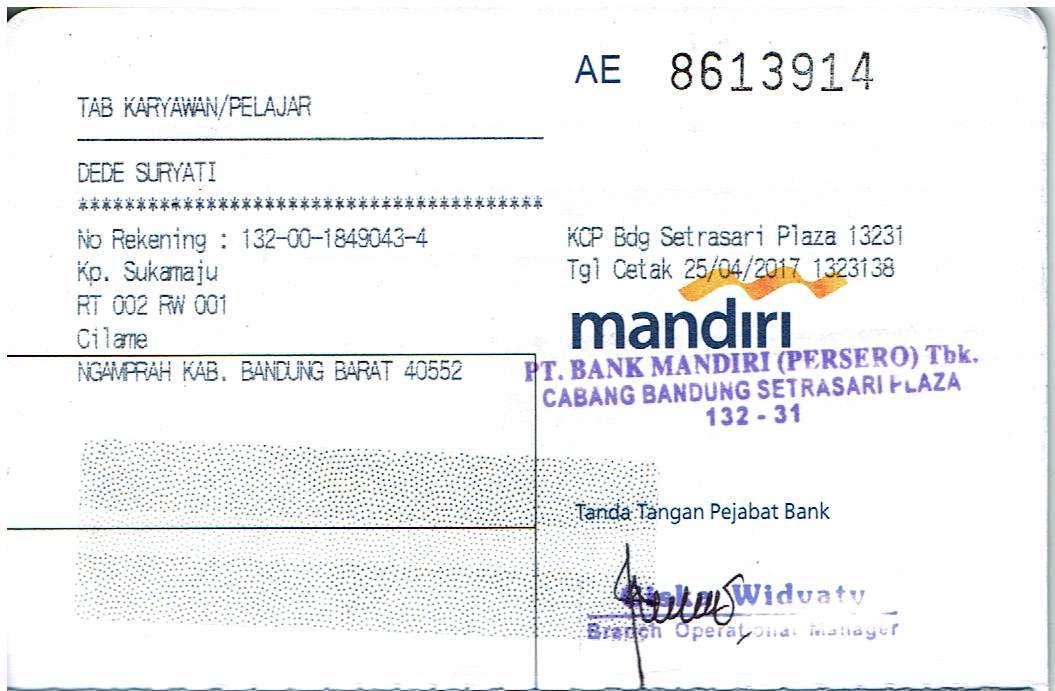 AE 8613914
TAB KARYAWAN/PELAJAR
DEDE SURYATI
****************************************
No Rekening : 132-00-1849043-4
Kp. Sukamaju
RT 002 RW 001
Cilame
NGAMPRAH KAB. BANDUNG BARAT 40552
KCP Bdg Setrasari Plaza 13231
Tgl Cetak 25/04/2017 1323138
mandiri
PT. BANK MANDIRI (PERSERO) Tbk.
CABANG BANDUNG SETRASARI PLAZA
132 - 31
Tanda Tangan Pejabat Bank
Widyaty
Branch Operational Manager